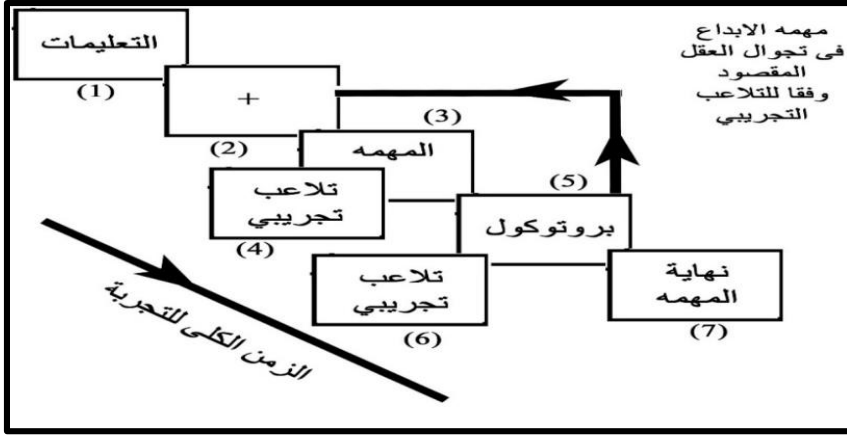 التعليمات
(1)
+
(2)
(3)
المهمه
تلاعب
تجريبي
(4)
(5)
بروتوكول
تلاعب
تجريبي
(6)
نهاية
المهمه
(7)
الزمن الكلى للتجربة
مهمه الابداع
فى تجوال العقل
المقصود
وفقا للتلاعب
التجريبي